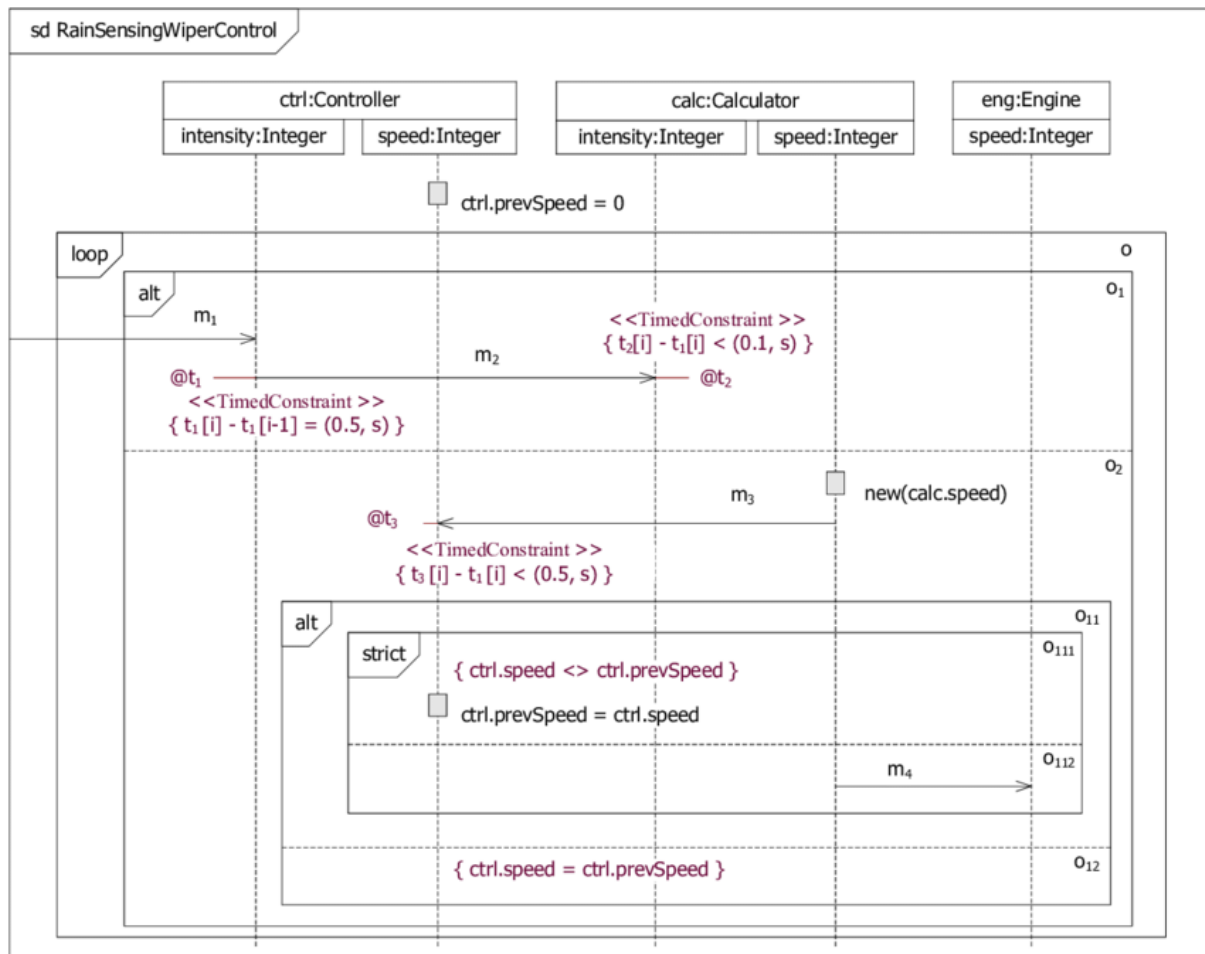 sd RainSensingWiperControl
ctrl:Controller
calc:Calculator
eng:Engine
intensity:Integer
speed:Integer
intensity:Integer
speed:Integer
speed:Integer
ctrl.prevSpeed = 0
loop
o
alt
o₁
m₁
<<TimedConstraint >>
{ t₂[i] - t₁[i] < (0.1, s) }
m₂
@t₁
@t₂
<<TimedConstraint >>
{ t₁[i] - t₁[i-1] = (0.5, s) }
o₂
new(calc.speed)
m₃
@t₃
<<TimedConstraint >>
{ t₃[i] - t₁[i] < (0.5, s) }
alt
o₁₁
strict
o₁₁₁
{ ctrl.speed <> ctrl.prevSpeed }
ctrl.prevSpeed = ctrl.speed
o₁₁₂
m₄
{ ctrl.speed = ctrl.prevSpeed }
o₁₂